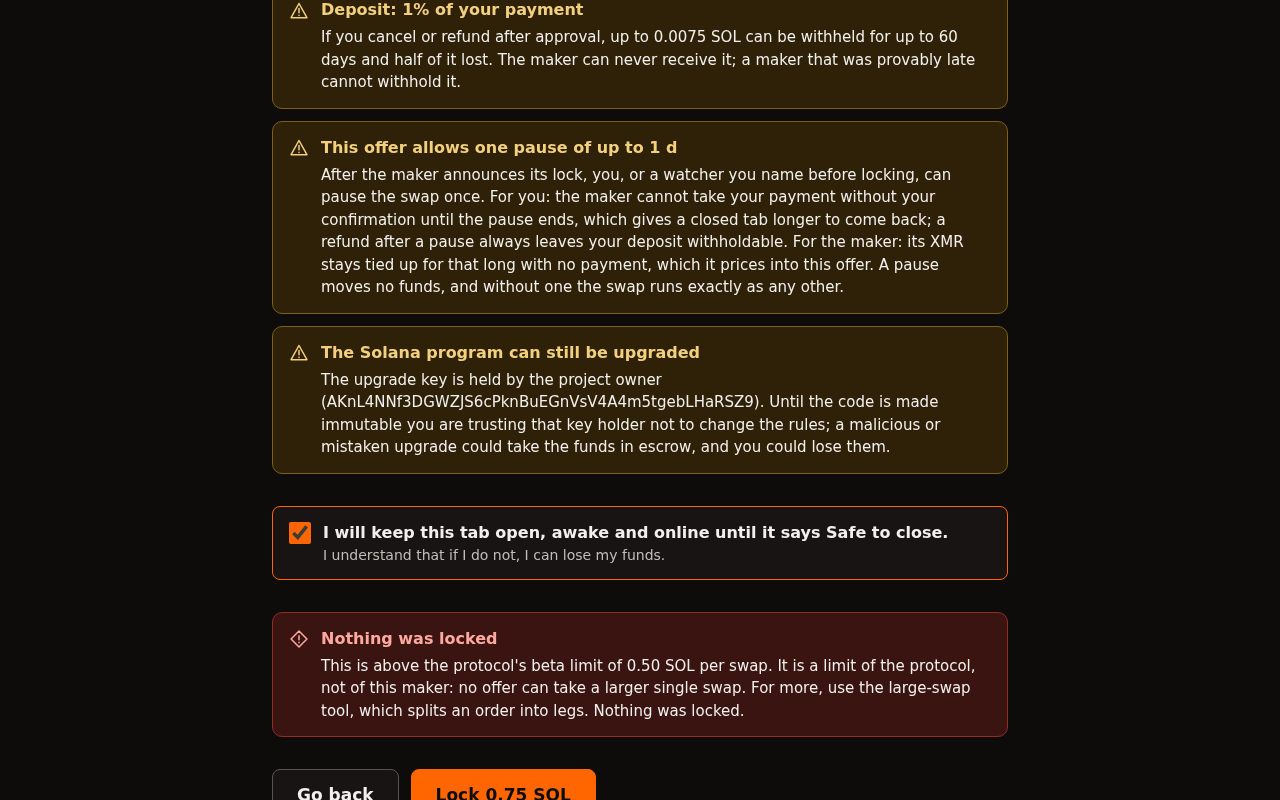 Deposit: 1% of your payment
If you cancel or refund after approval, up to 0.0075 SOL can be withheld for up to 60
days and half of it lost. The maker can never receive it; a maker that was provably late
cannot withhold it.
This offer allows one pause of up to 1 d
After the maker announces its lock, you, or a watcher you name before locking, can
pause the swap once. For you: the maker cannot take your payment without your
confirmation until the pause ends, which gives a closed tab longer to come back; a
refund after a pause always leaves your deposit withholdable. For the maker: its XMR
stays tied up for that long with no payment, which it prices into this offer. A pause
moves no funds, and without one the swap runs exactly as any other.
The Solana program can still be upgraded
The upgrade key is held by the project owner
(AKnL4NNf3DGWZJS6cPknBuEGnVsV4A4m5tgebLHaRSZ9). Until the code is made
immutable you are trusting that key holder not to change the rules; a malicious or
mistaken upgrade could take the funds in escrow, and you could lose them.
I will keep this tab open, awake and online until it says Safe to close.
I understand that if I do not, I can lose my funds.
Nothing was locked
This is above the protocol's beta limit of 0.50 SOL per swap. It is a limit of the protocol,
not of this maker: no offer can take a larger single swap. For more, use the large-swap
tool, which splits an order into legs. Nothing was locked.
Go back
Lock 0.75 SOL